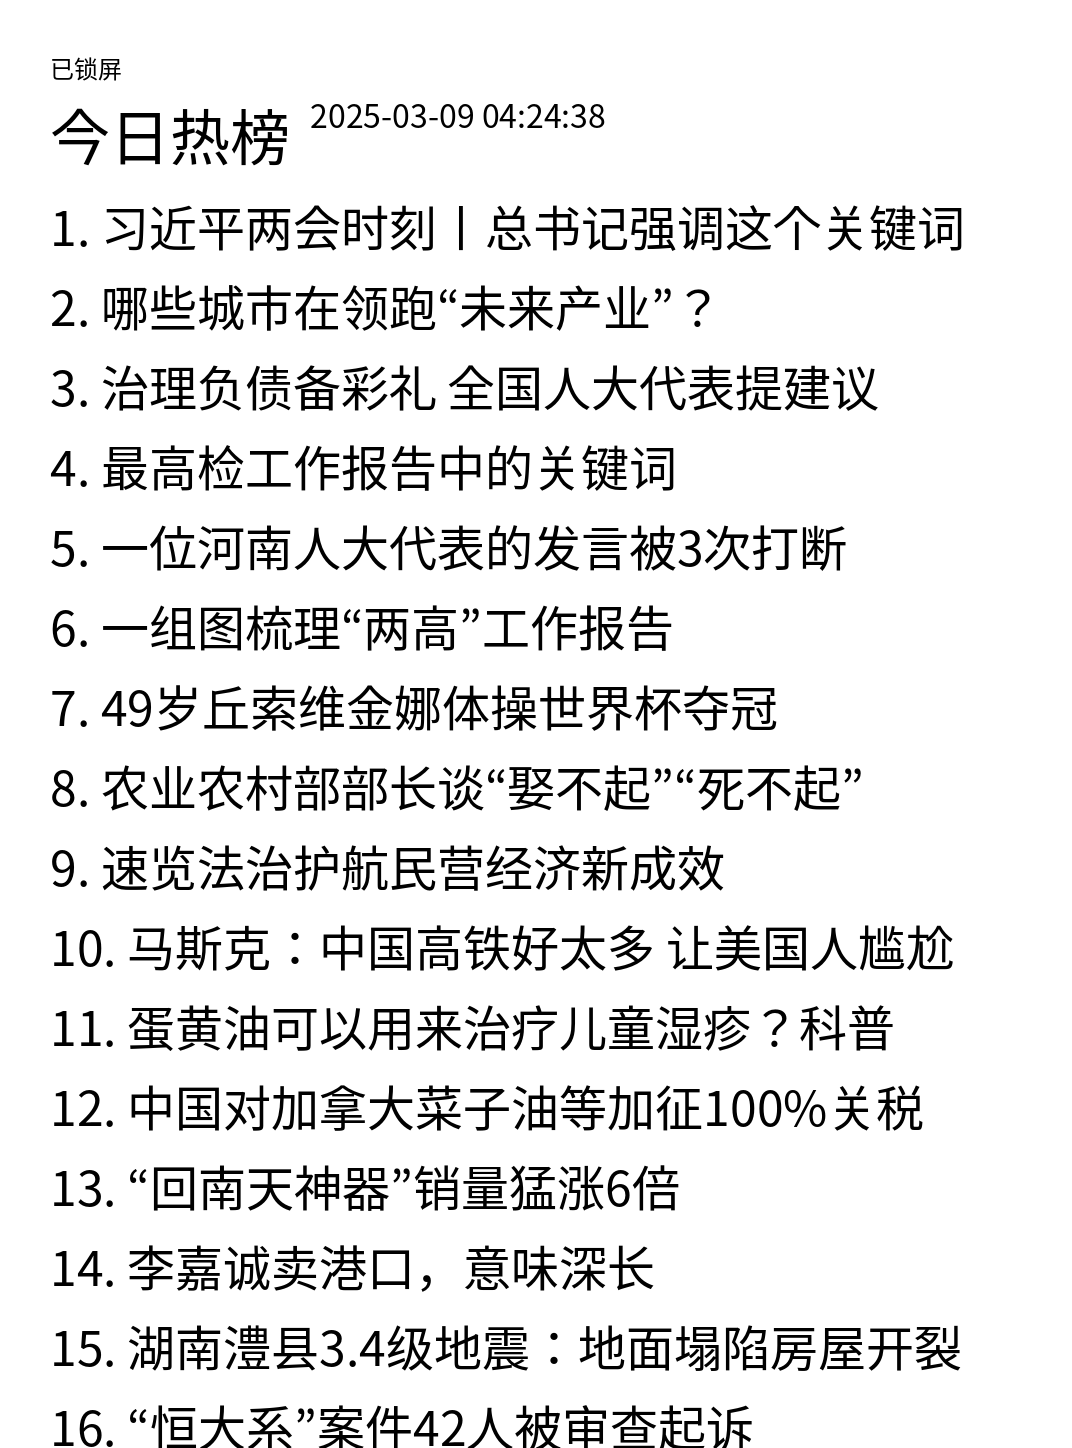 已锁屏
今日热榜 2025-03-09 04:24:38
1. 习近平两会时刻丨总书记强调这个关键词
2. 哪些城市在领跑“未来产业”？
3. 治理负债备彩礼 全国人大代表提建议
4. 最高检工作报告中的关键词
5. 一位河南人大代表的发言被3次打断
6. 一组图梳理“两高”工作报告
7. 49岁丘索维金娜体操世界杯夺冠
8. 农业农村部部长谈“娶不起”“死不起”
9. 速览法治护航民营经济新成效
10. 马斯克：中国高铁好太多 让美国人尴尬
11. 蛋黄油可以用来治疗儿童湿疹？科普
12. 中国对加拿大菜子油等加征100%关税
13. “回南天神器”销量猛涨6倍
14. 李嘉诚卖港口，意味深长
15. 湖南澧县3.4级地震：地面塌陷房屋开裂
16. “恒大系”案件42人被审查起诉